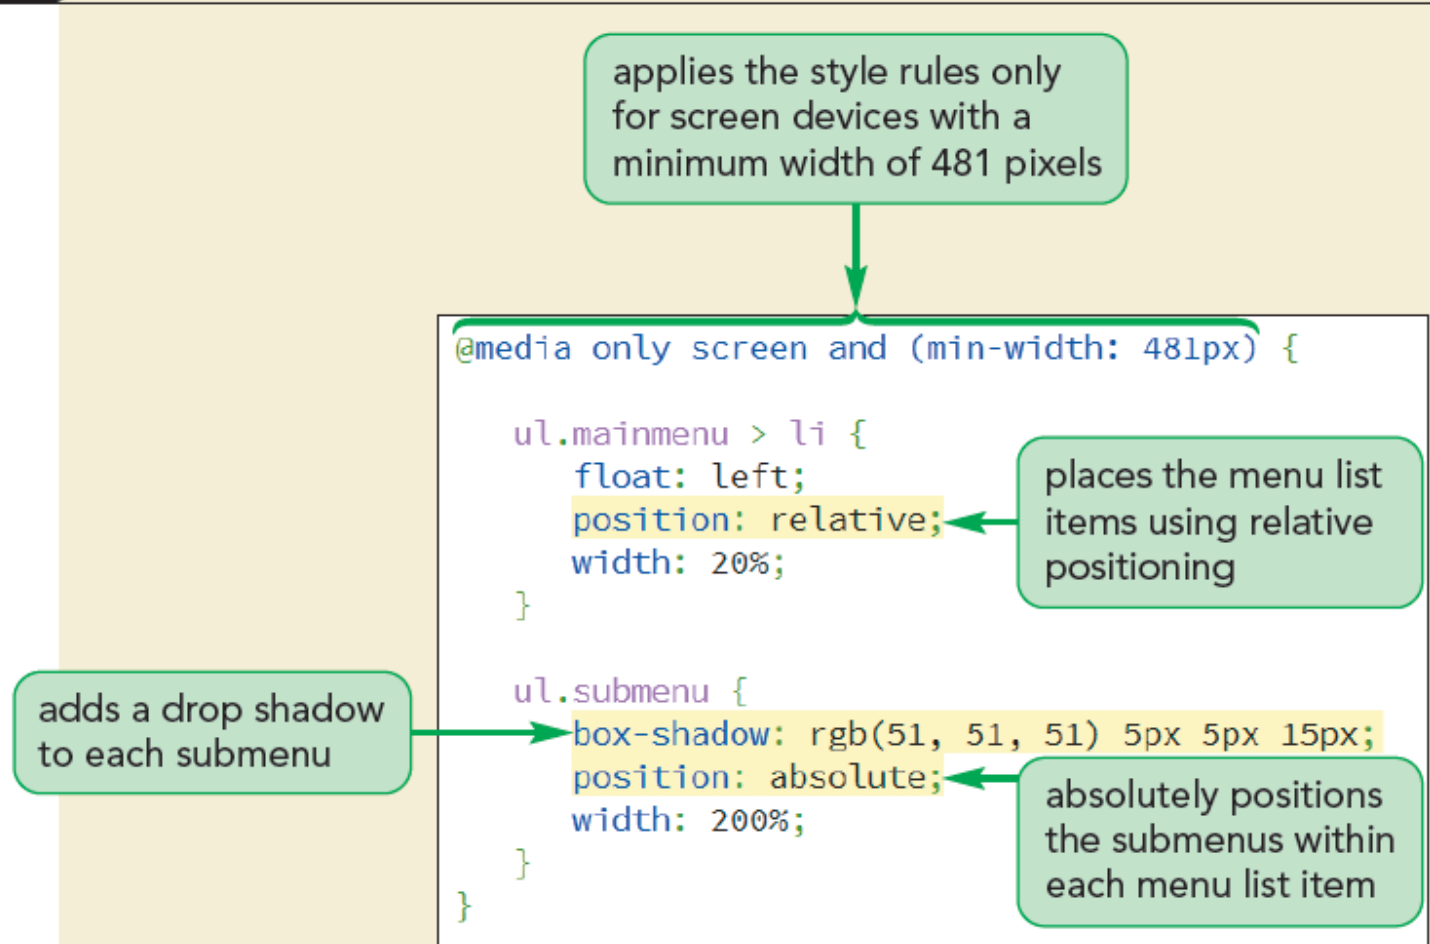 applies the style rules only
for screen devices with a
minimum width of 481 pixels
@media only screen and (min-width: 481px) {
ul.mainmenu > li {
float: left;
position: relative;
width: 20%;
}
places the menu list
items using relative
positioning
ul.submenu {
box-shadow: rgb(51, 51, 51) 5px 5px 15px;
position: absolute;
width: 200%;
}
}
adds a drop shadow
to each submenu
absolutely positions
the submenus within
each menu list item